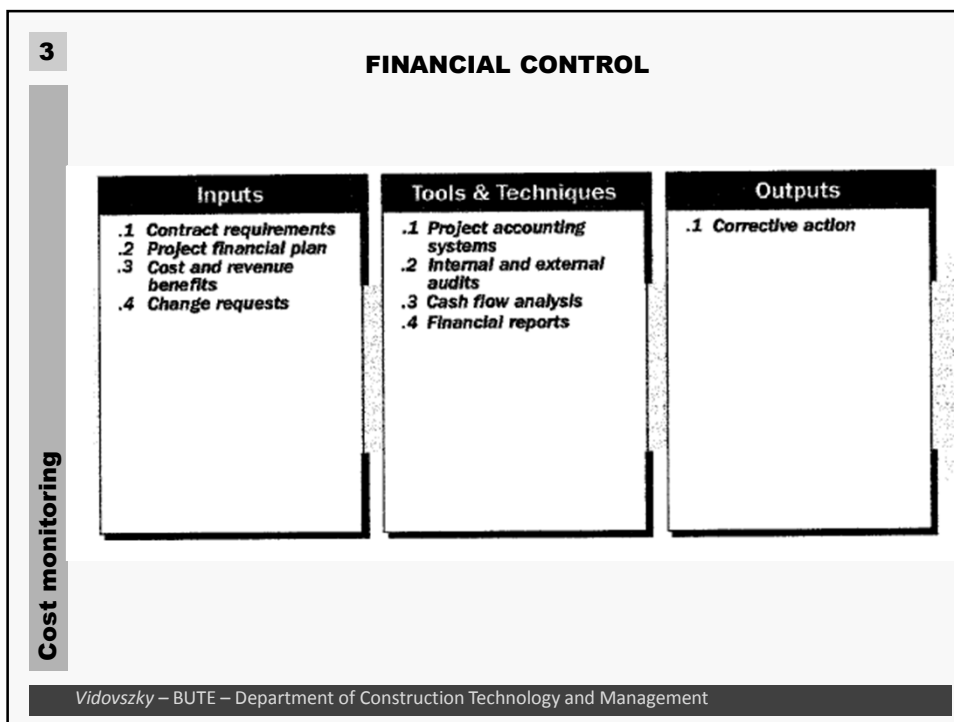 3
FINANCIAL CONTROL
Inputs
.1 Contract requirements
.2 Project financial plan
.3 Cost and revenue
benefits
.4 Change requests
Tools & Techniques
.1 Project accounting
systems
.2 Internal and external
audits
.3 Cash flow analysis
.4 Financial reports
Outputs
.1 Corrective action
Cost monitoring
Vidovszky – BUTE – Department of Construction Technology and Management